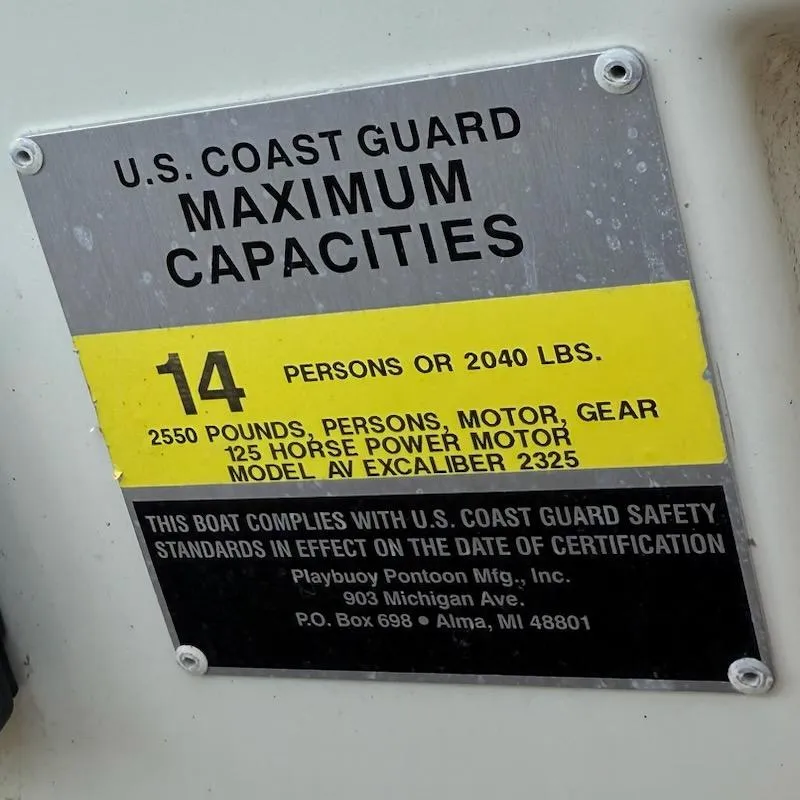 U.S. COAST GUARD
MAXIMUM
CAPACITIES
14 PERSONS OR 2040 LBS.
2550 POUNDS, PERSONS, MOTOR, GEAR
125 HORSE POWER MOTOR
MODEL AV EXCALIBER 2325
THIS BOAT COMPLIES WITH U.S. COAST GUARD SAFETY
STANDARDS IN EFFECT ON THE DATE OF CERTIFICATION
Playbuoy Pontoon Mfg., Inc.
903 Michigan Ave.
P.O. Box 698 • Alma, MI 48801